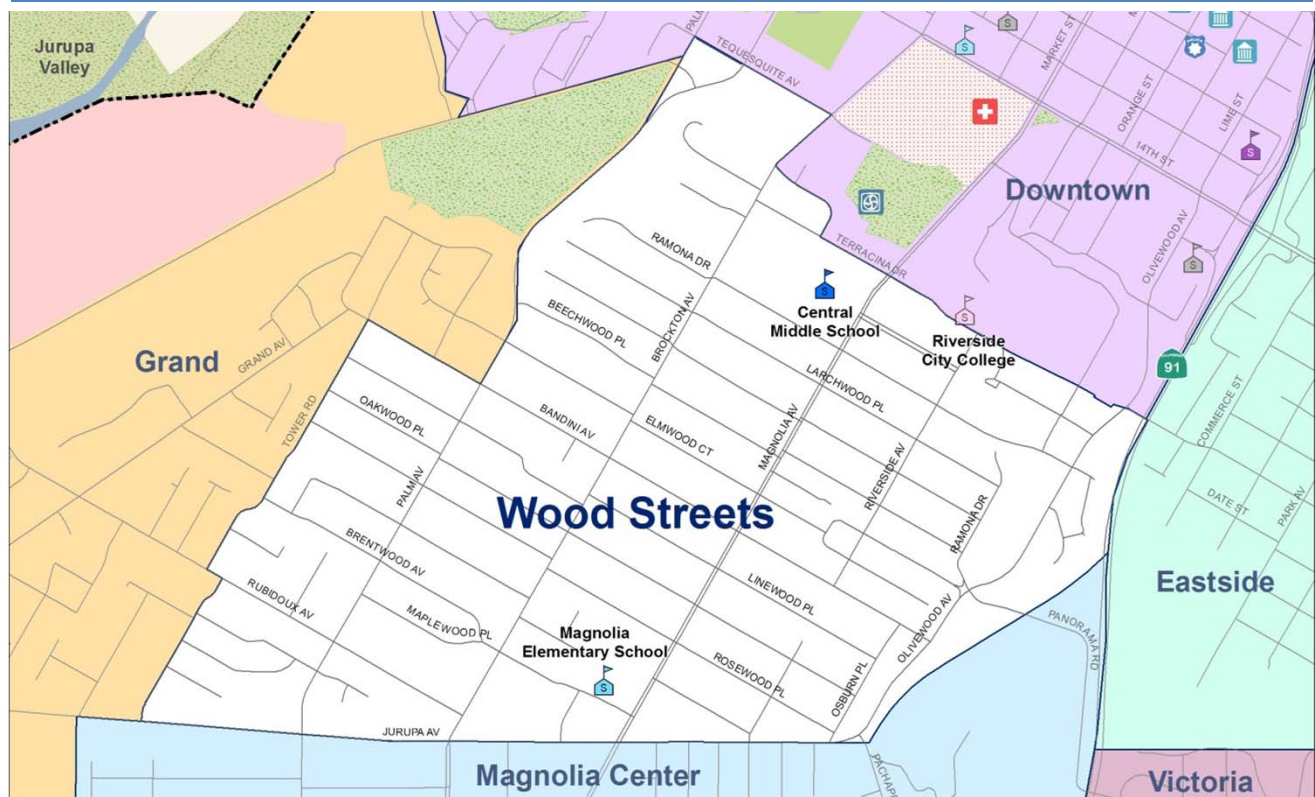 Jurupa
Valley
PALM
TEQUESQUITE AV
MARKET ST
ORANGE ST
LIME ST
14TH ST
Downtown
OLIVEWOOD AV
TERRACINA DR
RAMONA DR
BROCKTON AV
BEECHWOOD PL
S
S
S
S
S
Central
Middle School
S
Riverside
City College
91
Grand
GRAND AV
TOWER RD
OAKWOOD PL
PALM AV
BANDINI AV
ELMWOOD CT
LARCHWOOD PL
MAGNOLIA AV
RIVERSIDE AV
RAMONA DR
COMMERCE ST
DATE ST
PARK AV
Wood Streets
Eastside
BRENTWOOD AV
RUBIDOUX AV
MAPLEWOOD PL
LINEWOOD PL
OLIVEWOOD AV
PANORAMA RD
Magnolia
Elementary School
S
ROSEWOOD PL
OSBURN PL
JURUPA AV
Magnolia Center
Victoria